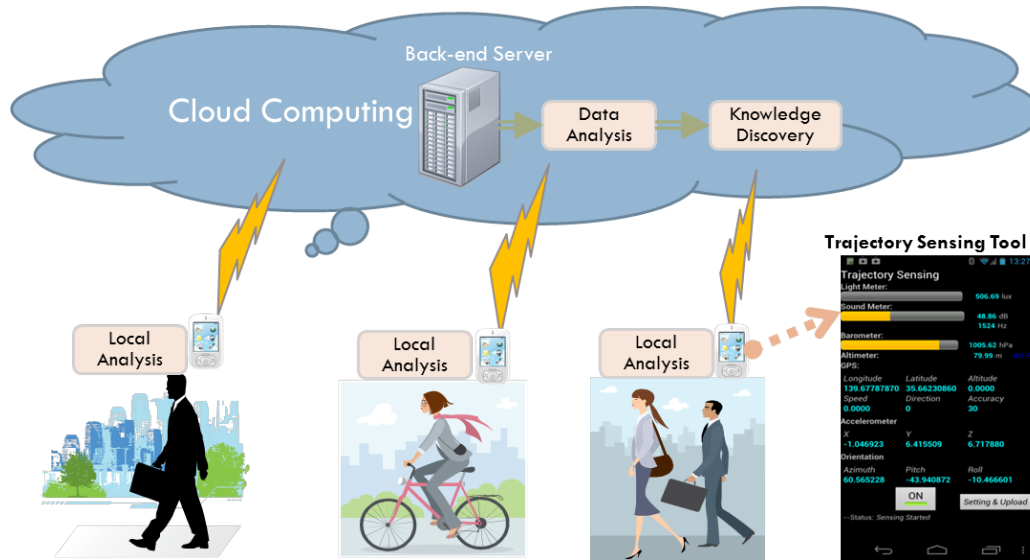 Back-end Server
Cloud Computing
Data
Analysis
Knowledge
Discovery
Trajectory Sensing Tool
Local
Analysis
Local
Analysis
Local
Analysis
13:27
Trajectory Sensing
Light Meter:
506.69 lux
Sound Meter:
48.86 dB
1524 Hz
Barometer:
1005.62 hPa
Altimeter: 79.99 m
GPS:
Longitude Latitude Altitude
139.67787870 35.66230860 0.0000
Speed Direction Accuracy
0.0000 0 30
Accelerometer
X Y Z
-1.046923 6.415509 6.717880
Orientation
Azimuth Pitch Roll
60.565228 -43.940872 -10.466601
ON
Setting & Upload
--Status: Sensing Started